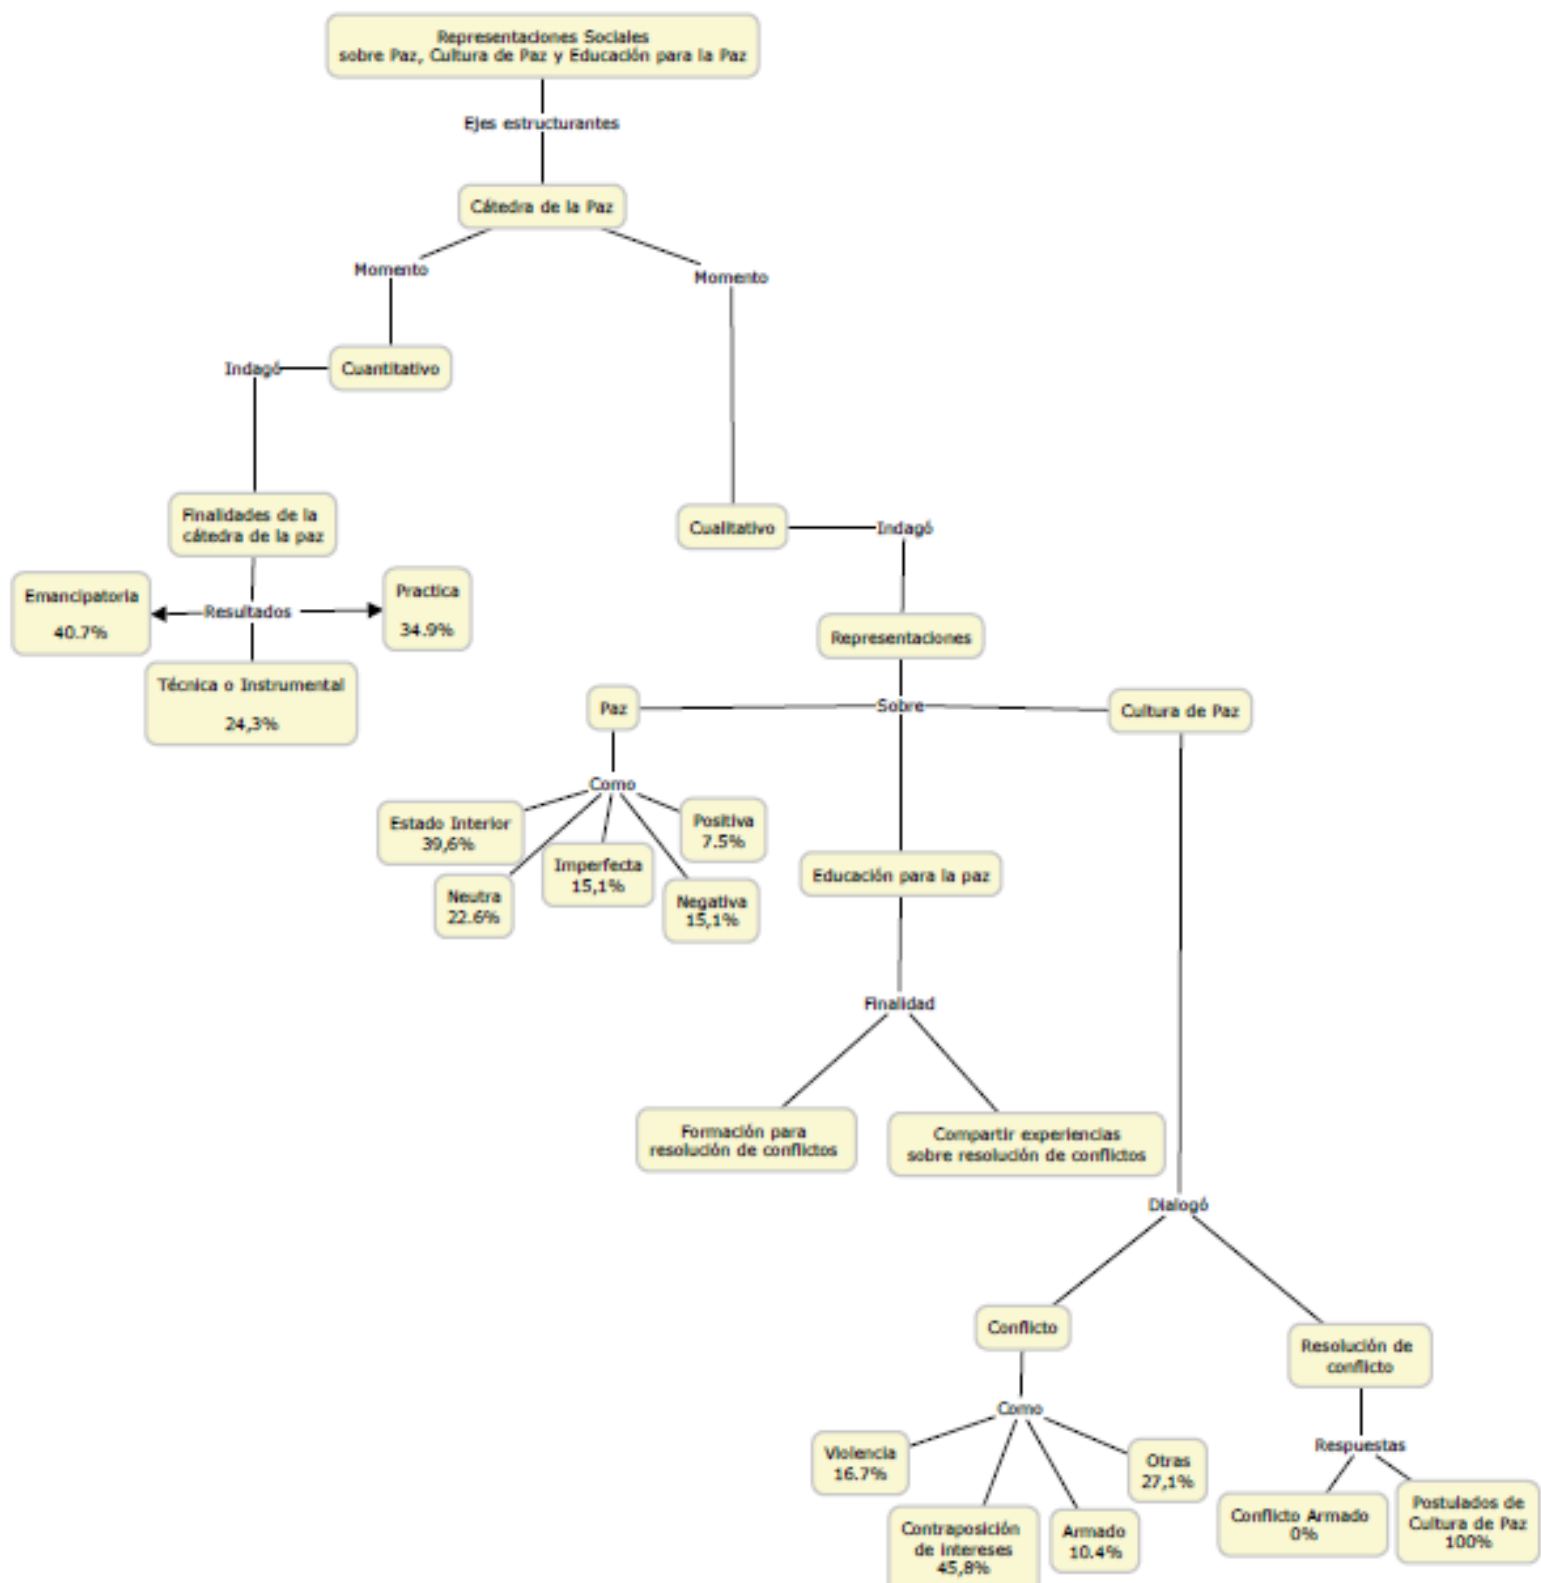 Representaciones Sociales
sobre Paz, Cultura de Paz y Educación para la Paz
Ejes estructurantes
Cátedra de la Paz
Momento
Momento
Indagó
Cuantitativo
Finalidades de la
cátedra de la paz
Cualitativo
Indagó
Emancipatoria
40.7%
Resultados
Practica
34.9%
Técnica o Instrumental
24,3%
Representaciones
Paz
Sobre
Cultura de Paz
Como
Estado Interior
39,6%
Positiva
7.5%
Imperfecta
15,1%
Neutra
22.6%
Negativa
15,1%
Educación para la paz
Finalidad
Formación para
resolución de conflictos
Compartir experiencias
sobre resolución de conflictos
Dialogó
Conflicto
Resolución de
conflicto
Como
Respuestas
Violencia
16.7%
Otras
27,1%
Contraposición
de intereses
45,8%
Armado
10.4%
Conflicto Armado
0%
Postulados de
Cultura de Paz
100%